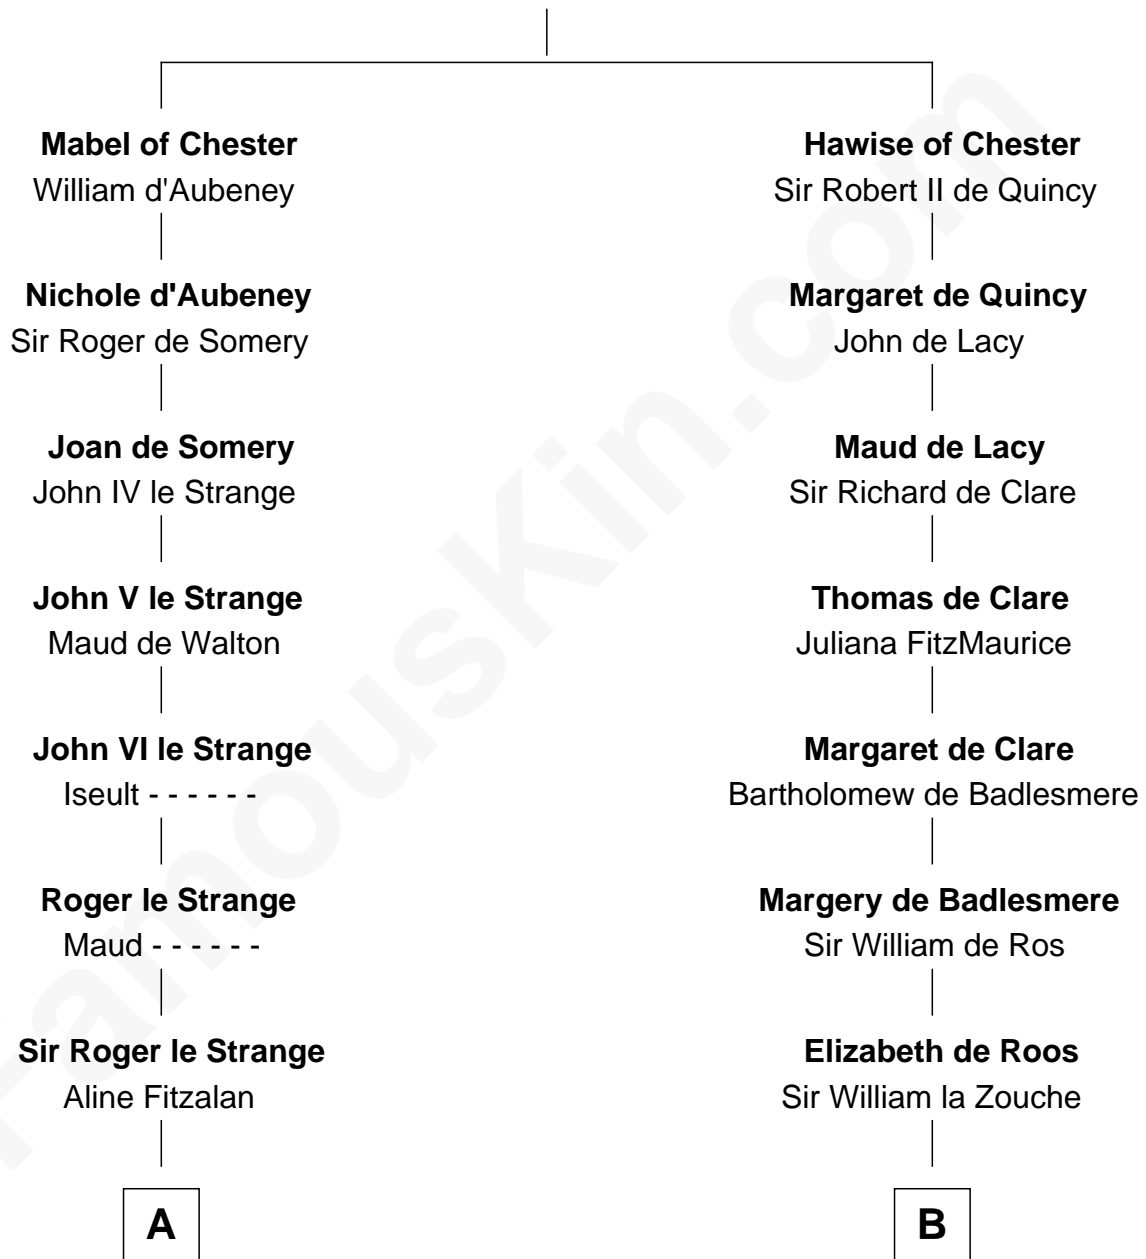 Mabel of Chester
William d'Aubeney
Hawise of Chester
Sir Robert II de Quincy
Nichole d'Aubeney
Sir Roger de Somery
Margaret de Quincy
John de Lacy
Joan de Somery
John IV le Strange
Maud de Lacy
Sir Richard de Clare
John V le Strange
Maud de Walton
Thomas de Clare
Juliana FitzMaurice
John VI le Strange
Iseult - - - - - -
Margaret de Clare
Bartholomew de Badlesmere
Roger le Strange
Maud - - - - - -
Margery de Badlesmere
Sir William de Ros
Sir Roger le Strange
Aline Fitzalan
Elizabeth de Roos
Sir William la Zouche
A
B
FamousKin.com